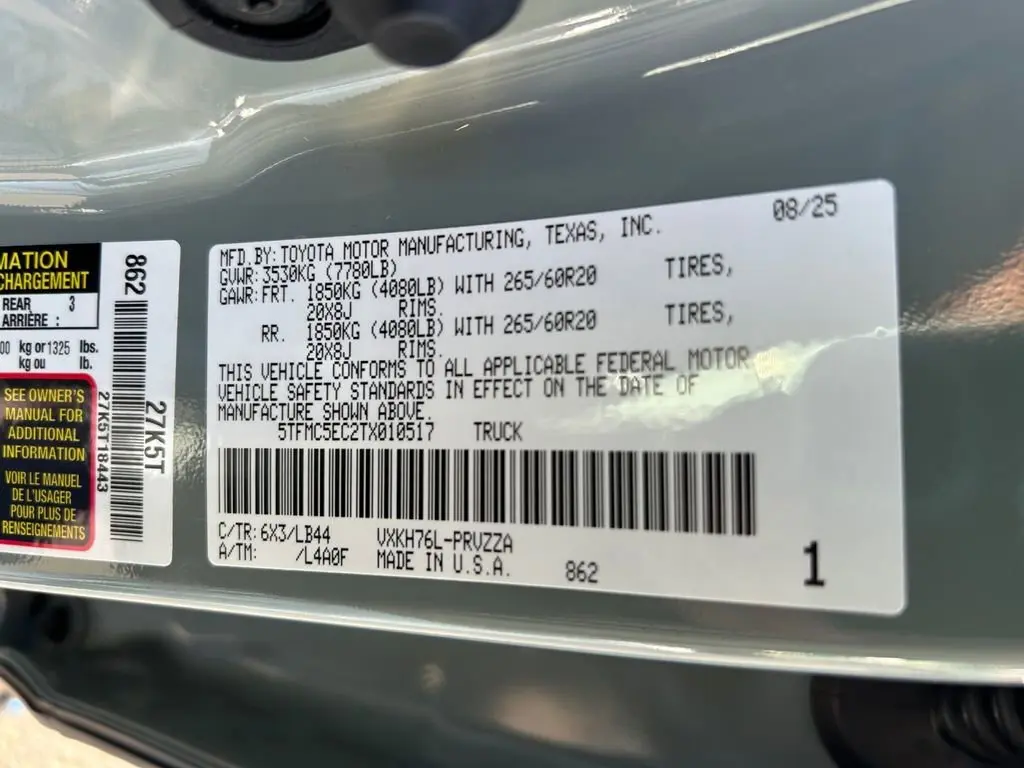 MATION
CHARGEMENT
REAR 3
ARRIÈRE :
00 kg or 1325 lbs.
kg ou lb.
SEE OWNER'S
MANUAL FOR
ADDITIONAL
INFORMATION
VOIR LE MANUEL
DE L'USAGER
POUR PLUS DE
RENSEIGNEMENTS
27K5T18443
862
27K5T
08/25
MFD.BY:TOYOTA MOTOR MANUFACTURING, TEXAS, INC.
GVWR:3530KG (7780LB)
GAWR:FRT. 1850KG (4080LB) WITH 265/60R20 TIRES,
20X8J RIMS.
RR. 1850KG (4080LB) WITH 265/60R20 TIRES,
20X8J RIMS.
THIS VEHICLE CONFORMS TO ALL APPLICABLE FEDERAL MOTOR
VEHICLE SAFETY STANDARDS IN EFFECT ON THE DATE OF
MANUFACTURE SHOWN ABOVE.
5TFMC5EC2TX010517 TRUCK
C/TR:6X3/LB44 VXKH76L-PRVZZA
A/TM: /L4A0F MADE IN U.S.A. 862
1